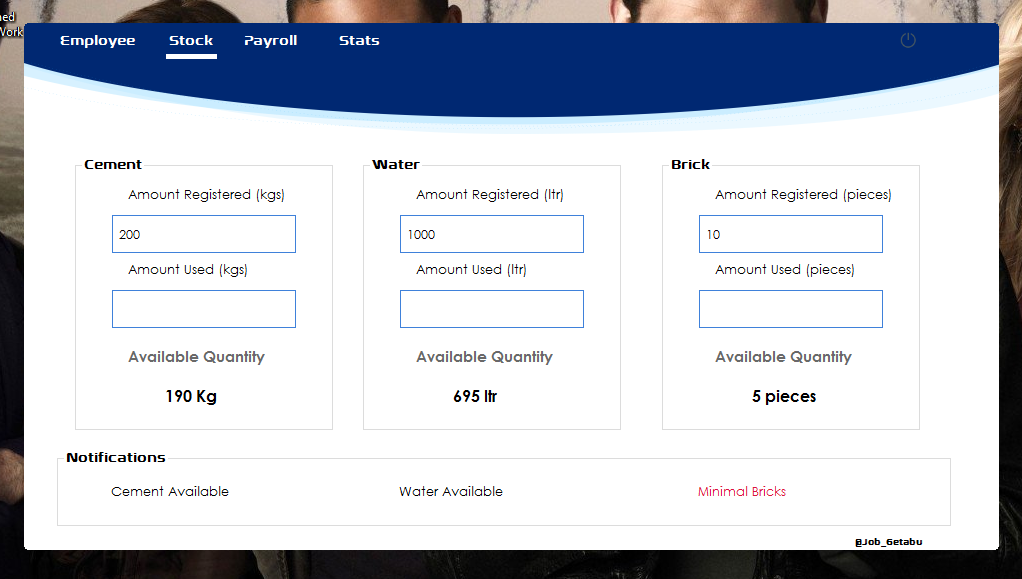 Work
Employee Stock Payroll Stats
Cement
Amount Registered (kgs)
200
Amount Used (kgs)
Available Quantity
190 Kg
Water
Amount Registered (ltr)
1000
Amount Used (ltr)
Available Quantity
695 ltr
Brick
Amount Registered (pieces)
10
Amount Used (pieces)
Available Quantity
5 pieces
Notifications
Cement Available
Water Available
Minimal Bricks
@Job_Getabu